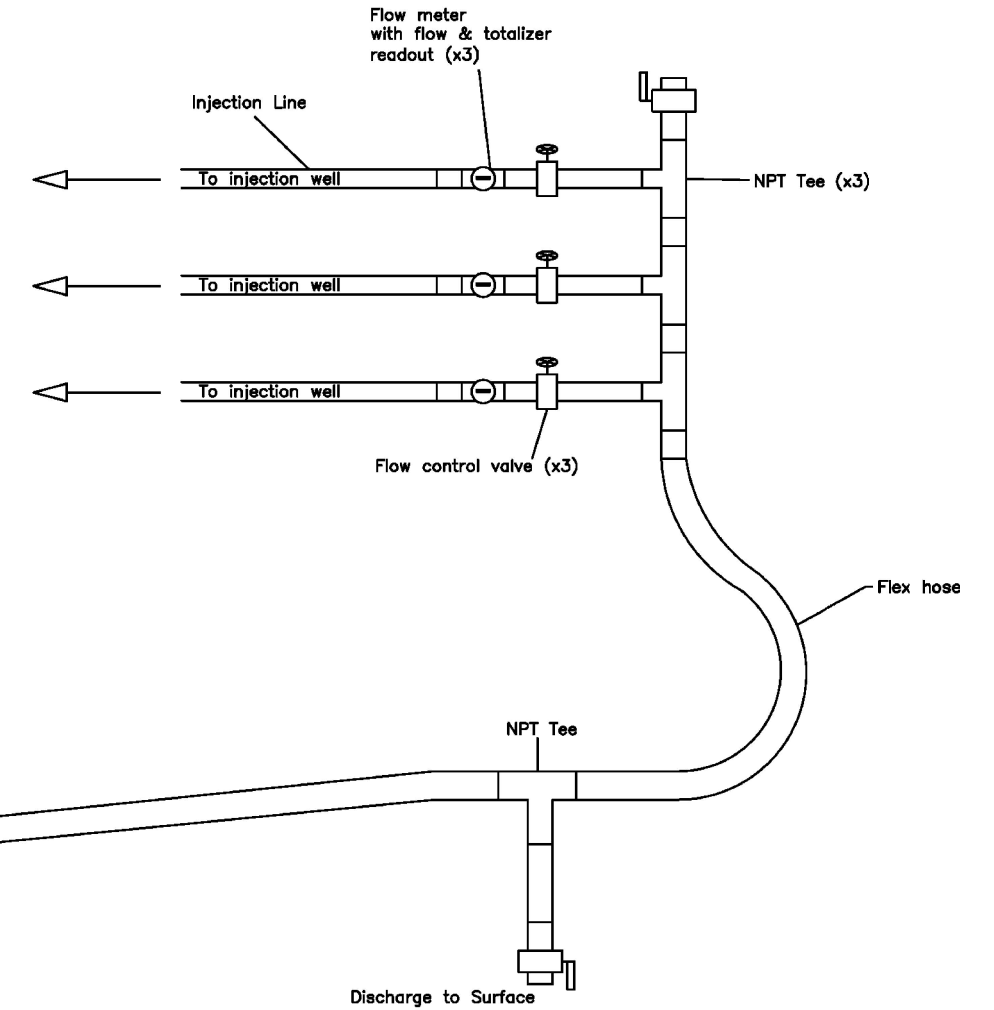 Flow meter
with flow & totalizer
readout (x3)
Injection Line
To injection well
NPT Tee (x3)
To injection well
To injection well
Flow control valve (x3)
Flex hose
NPT Tee
Discharge to Surface